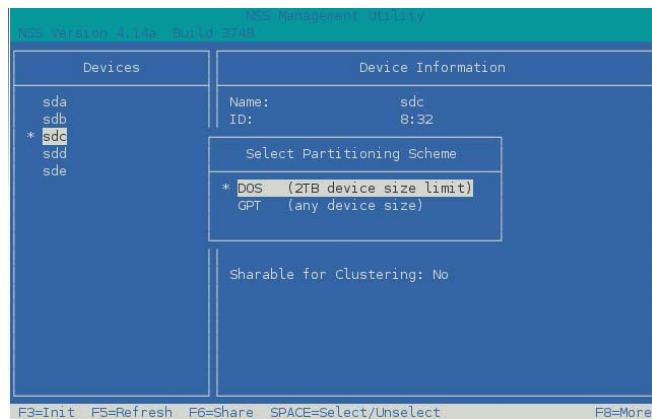 NSS Management Utility
NSS Version 4.14a Build 3748
Devices
Device Information
sda
sdb
* sdc
sdd
sde
Name: sdc
ID: 8:32
Select Partitioning Scheme
* DOS (2TB device size limit)
GPT (any device size)
Sharable for Clustering: No
F3=Init F5=Refresh F6=Share SPACE=Select/Unselect F8=More